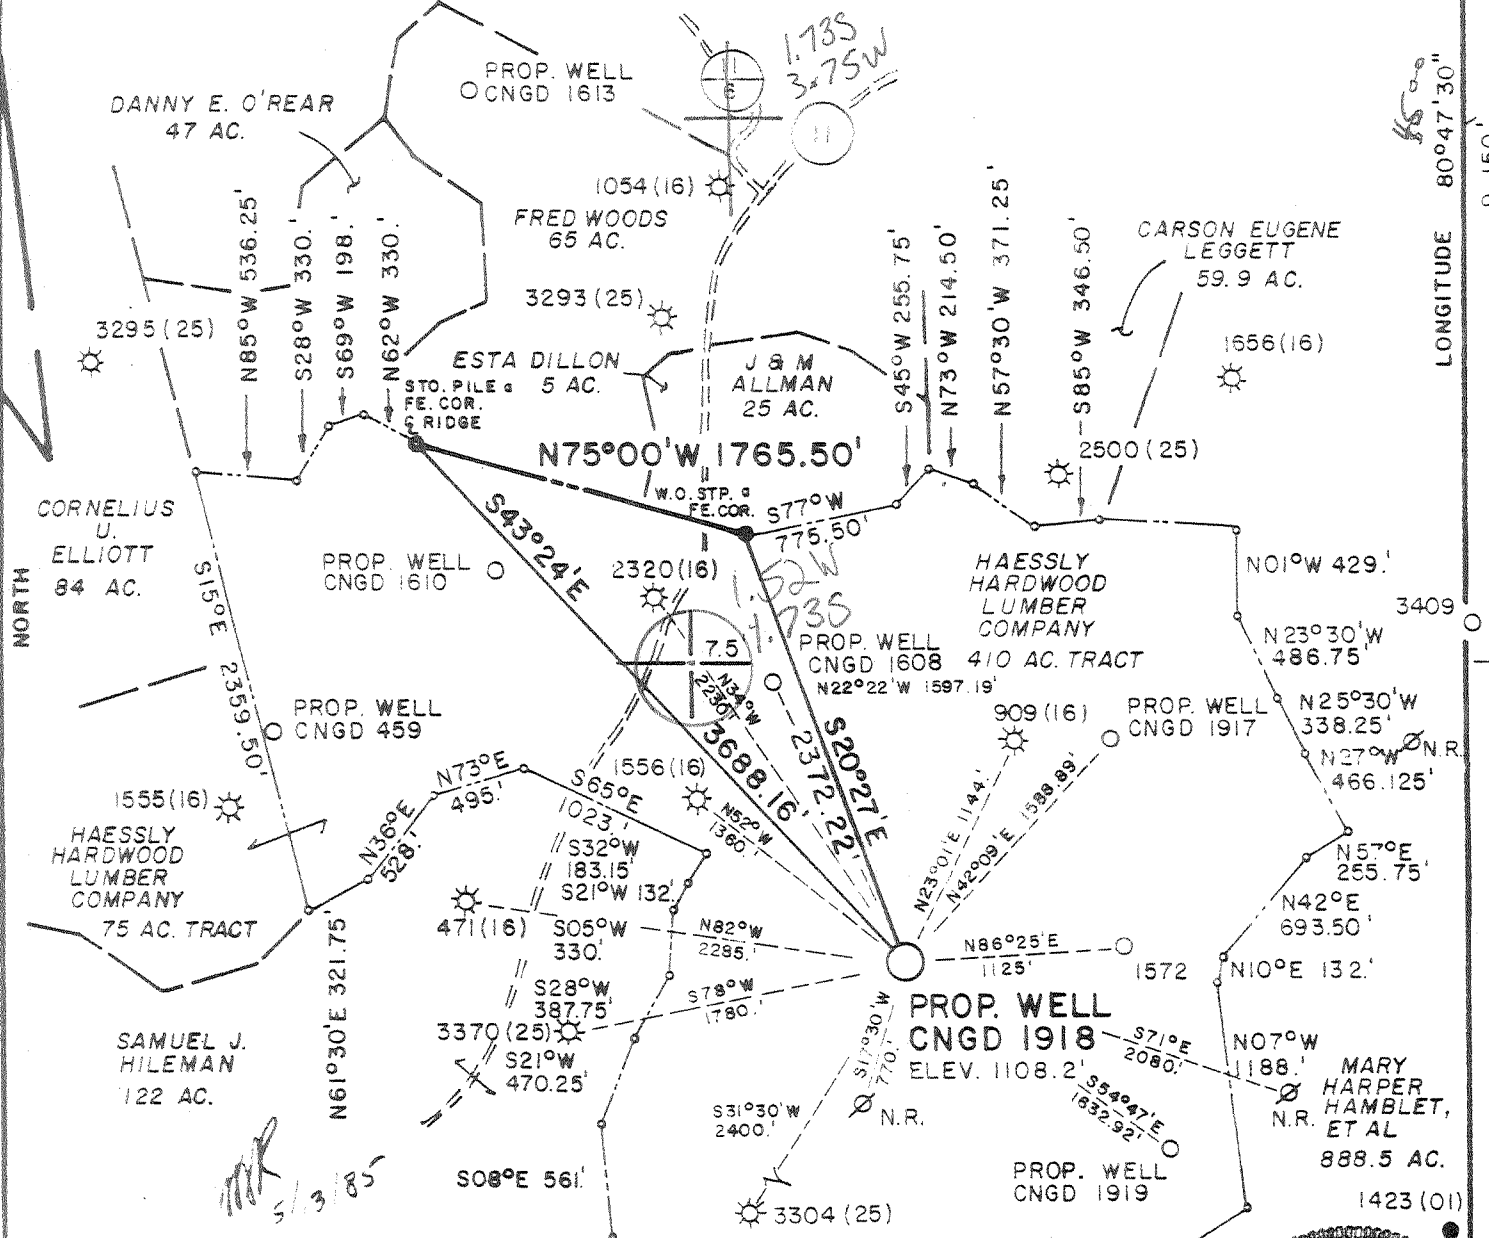 1.73S
3.75W
PROP. WELL
CNGD 1613
DANNY E. O'REAR
47 AC.
1
6
11
LONGITUDE 80°47'30"
1054(16)
FRED WOODS
65 AC.
N85°W 536.25'
S28°W 330.'
S69°W 198.'
N62°W 330.'
S45°W 255.75'
N73°W 214.50'
N57°30'W 371.25'
S85°W 346.50'
CARSON EUGENE
LEGGETT
59.9 AC.
3295(25)
3293(25)
1656(16)
ESTA DILLON
5 AC.
J & M
ALLMAN
25 AC.
STO. PILE @
FE. COR.
℄ RIDGE
N75°00'W 1765.50'
2500(25)
W.O. STP. @
FE. COR.
S77°W
775.50'
CORNELIUS
U.
ELLIOTT
84 AC.
NORTH
S15°E 2359.50'
S43°24'E
3688.16'
PROP. WELL
CNGD 1610
2320(16)
1.52W
1.73S
7.5'
HAESSLY
HARDWOOD
LUMBER
COMPANY
410 AC. TRACT
N01°W 429.'
3409
N23°30'W
486.75'
PROP. WELL
CNGD 1608
N22°22'W 1597.19'
N34°W
2230'
S20°27'E
2372.22'
909(16)
PROP. WELL
CNGD 1917
N25°30'W
338.25'
N.R.
N27°W
466.125'
PROP. WELL
CNGD 459
1555(16)
1556(16)
N73°E
495.'
S65°E
1023.'
N36°E
528.'
N52°W
1360.'
N23°01'E 1144.'
N42°09'E 1588.89'
HAESSLY
HARDWOOD
LUMBER
COMPANY
75 AC. TRACT
S32°W
183.15'
S21°W 132.'
N57°E
255.75'
N42°E
693.50'
471(16)
S05°W
330.'
N82°W
2285.'
N86°25'E
1125'
1572
N10°E 132.'
N61°30'E 321.75'
S28°W
387.75'
S78°W
1780.'
3370(25)
S21°W
470.25'
PROP. WELL
CNGD 1918
ELEV. 1108.2'
S17°30'W
770.'
N.R.
S71°E
2080.'
N07°W
1188.'
SAMUEL J.
HILEMAN
122 AC.
N.R.
MARY
HARPER
HAMBLET,
ET AL
888.5 AC.
S54°47'E
1632.92'
S31°30'W
2400.'
5/13/85
S08°E 561.'
PROP. WELL
CNGD 1919
3304(25)
1423(01)